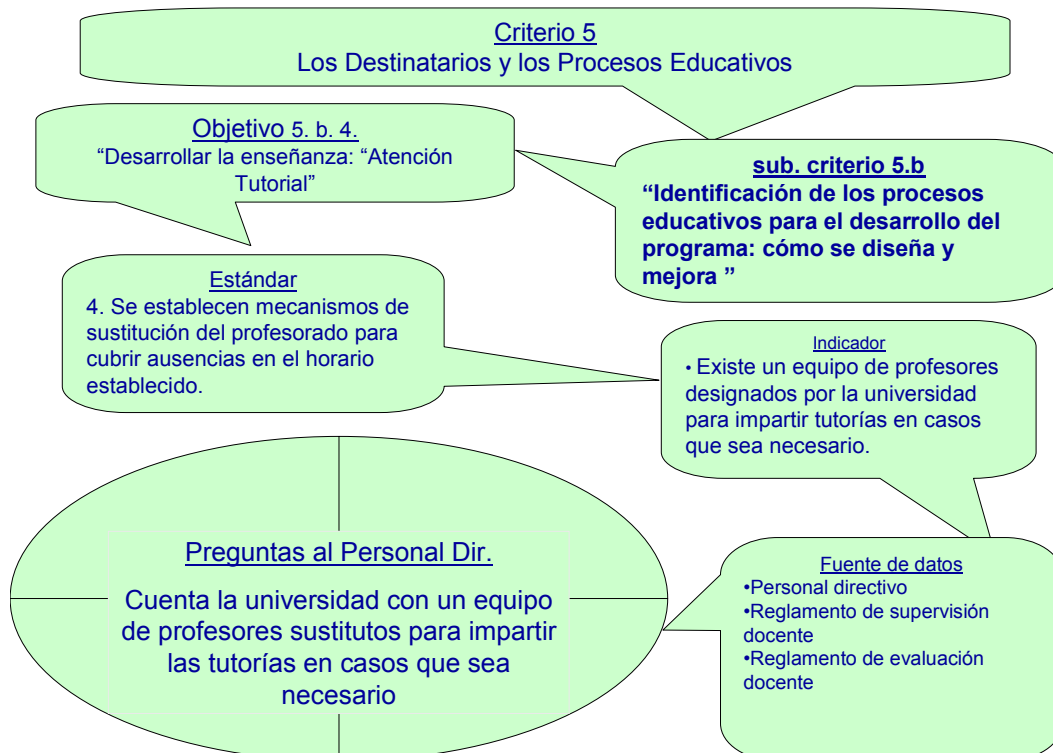 Criterio 5
Los Destinatarios y los Procesos Educativos
Objetivo 5. b. 4.
“Desarrollar la enseñanza: “Atención
Tutorial”
sub. criterio 5.b
“Identificación de los procesos
educativos para el desarrollo del
programa: cómo se diseña y
mejora ”
Estándar
4. Se establecen mecanismos de
sustitución del profesorado para
cubrir ausencias en el horario
establecido.
Indicador
• Existe un equipo de profesores
designados por la universidad
para impartir tutorías en casos
que sea necesario.
Preguntas al Personal Dir.
Cuenta la universidad con un equipo
de profesores sustitutos para impartir
las tutorías en casos que sea
necesario
Fuente de datos
•Personal directivo
•Reglamento de supervisión
docente
•Reglamento de evaluación
docente